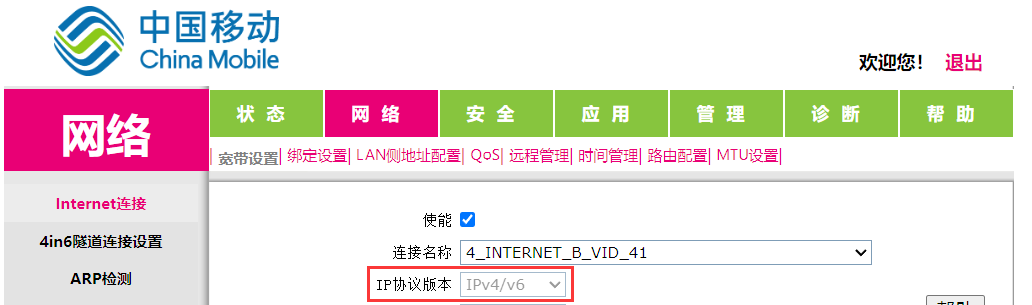 中国移动
China Mobile
欢迎您！ 退出
网络
状态 网络 安全 应用 管理 诊断 帮助
宽带设置| 绑定设置| LAN侧地址配置| QoS| 远程管理| 时间管理| 路由配置| MTU设置|
Internet连接
4in6隧道连接设置
ARP检测
使能
连接名称 4_INTERNET_B_VID_41
IP协议版本 IPv4/v6